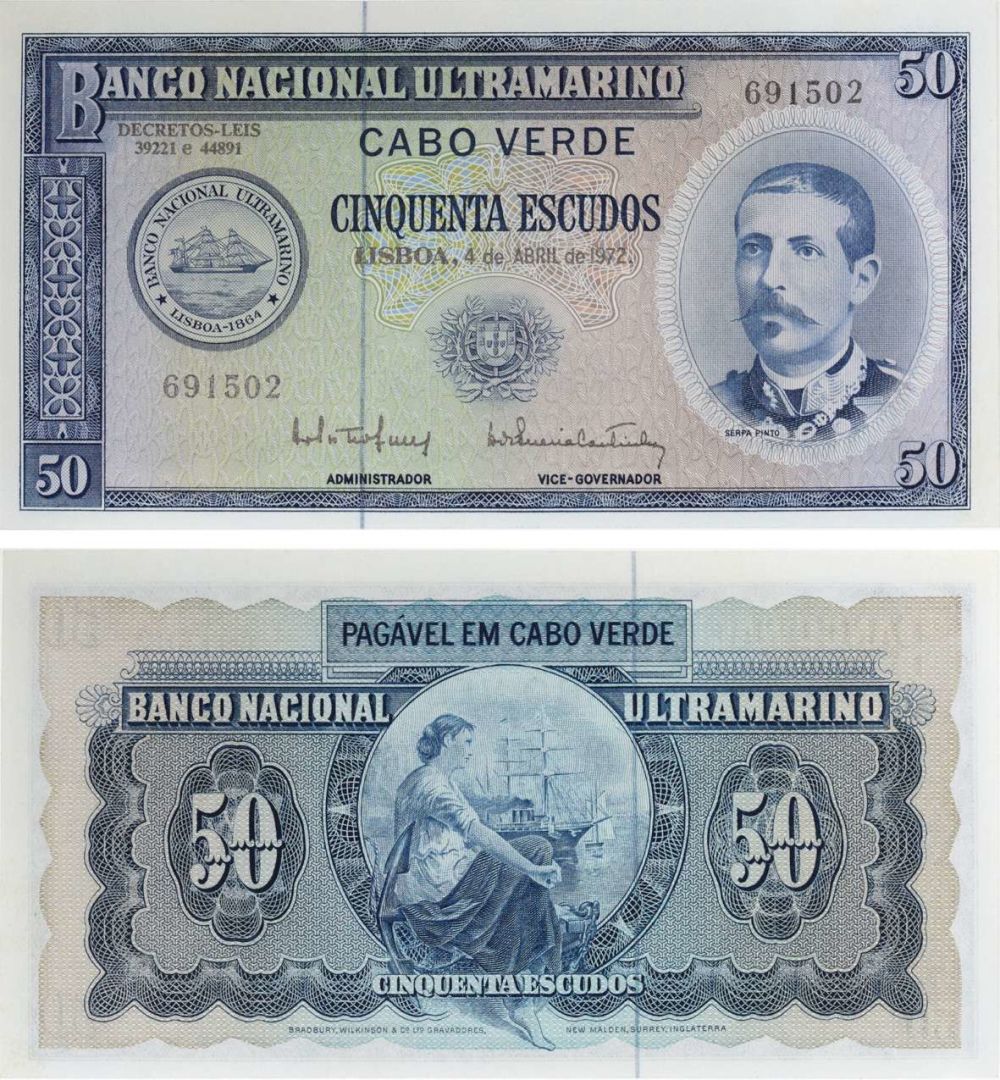 BANCO NACIONAL ULTRAMARINO
691502
50
DECRETOS-LEIS
39221 e 44891
CABO VERDE
CINQUENTA ESCUDOS
LISBOA, 4 de ABRIL de 1972.
BANCO NACIONAL ULTRAMARINO
LISBOA-1864
691502
SERPA PINTO
ADMINISTRADOR
VICE-GOVERNADOR
50
50
PAGÁVEL EM CABO VERDE
BANCO NACIONAL ULTRAMARINO
50
50
CINQUENTA ESCUDOS
BRADBURY, WILKINSON & Cº LTD GRAVADORES, NEW MALDEN, SURREY, INGLATERRA